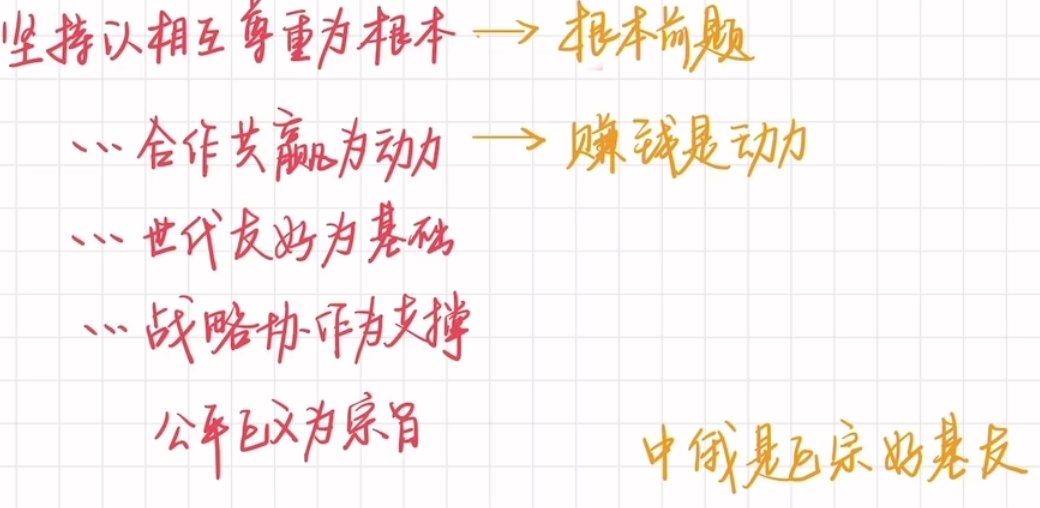 坚持以相互尊重为根本 → 根本前题
... 合作共赢为动力 → 赚钱是动力
... 世代友好为基础
... 战略协作为支撑
公平正义为宗旨
中俄是正宗好基友